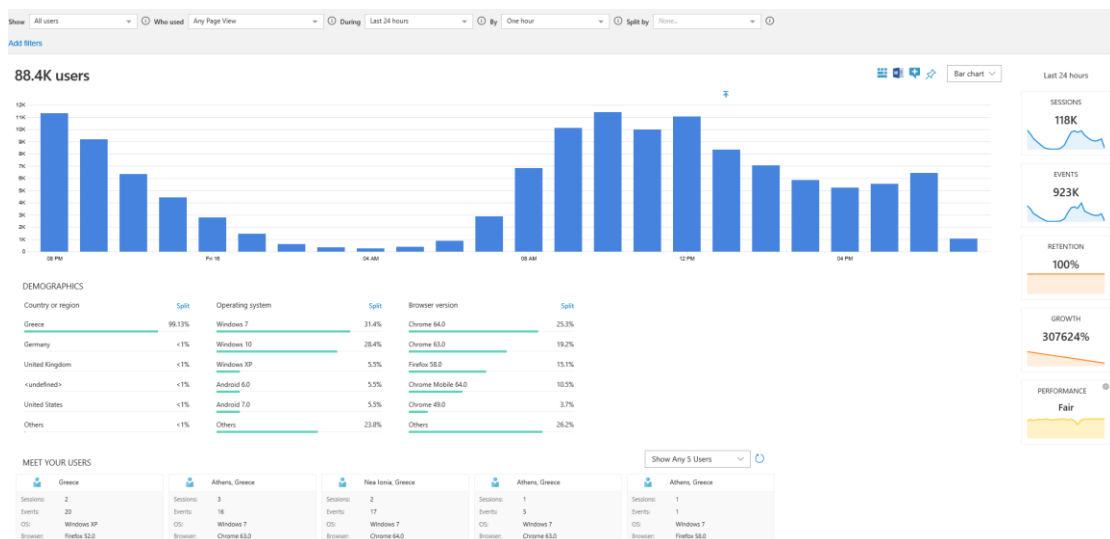 Show All users Who used Any Page View During Last 24 hours By One hour Split by None...
Add filters
88.4K users
Bar chart
Last 24 hours
12K
11K
10K
9K
8K
7K
6K
5K
4K
3K
2K
1K
0
08 PM Fri 16 04 AM 08 AM 12 PM 04 PM
SESSIONS
118K
EVENTS
923K
RETENTION
100%
GROWTH
307624%
PERFORMANCE
Fair
DEMOGRAPHICS
Country or region Split Operating system Split Browser version Split
Greece 99.13% Windows 7 31.4% Chrome 64.0 25.3%
Germany <1% Windows 10 28.4% Chrome 63.0 19.2%
United Kingdom <1% Windows XP 5.5% Firefox 58.0 15.1%
<undefined> <1% Android 6.0 5.5% Chrome Mobile 64.0 10.5%
United States <1% Android 7.0 5.5% Chrome 49.0 3.7%
Others <1% Others 23.8% Others 26.2%
MEET YOUR USERS
Show Any 5 Users
Greece Athens, Greece Nea Ionia, Greece Athens, Greece Athens, Greece
Sessions: 2 Sessions: 3 Sessions: 2 Sessions: 1 Sessions: 1
Events: 20 Events: 16 Events: 17 Events: 5 Events: 1
OS: Windows XP OS: Windows 7 OS: Windows 7 OS: Windows 7 OS: Windows 7
Browser: Firefox 52.0 Browser: Chrome 63.0 Browser: Chrome 64.0 Browser: Chrome 63.0 Browser: Firefox 58.0